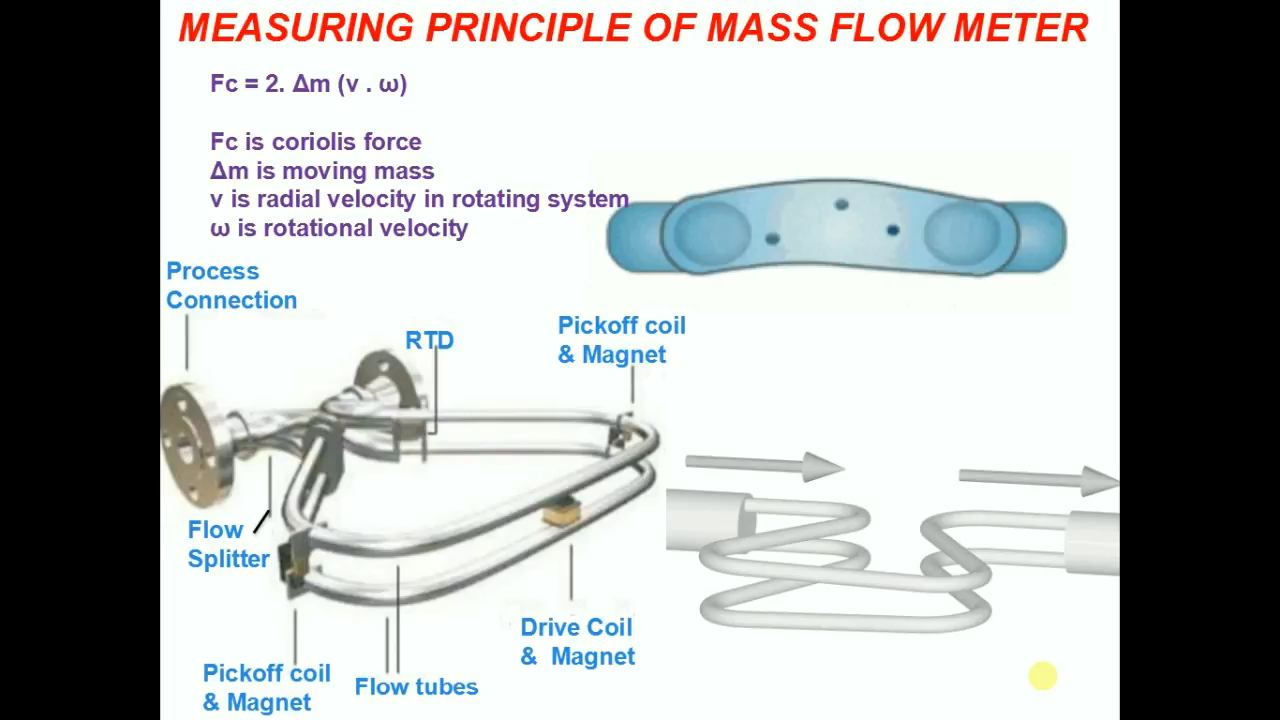 MEASURING PRINCIPLE OF MASS FLOW METER
Fc = 2. Δm (v . ω)
Fc is coriolis force
Δm is moving mass
v is radial velocity in rotating system
ω is rotational velocity
Process
Connection
RTD
Pickoff coil
& Magnet
Flow
Splitter
Drive Coil
& Magnet
Pickoff coil
& Magnet
Flow tubes